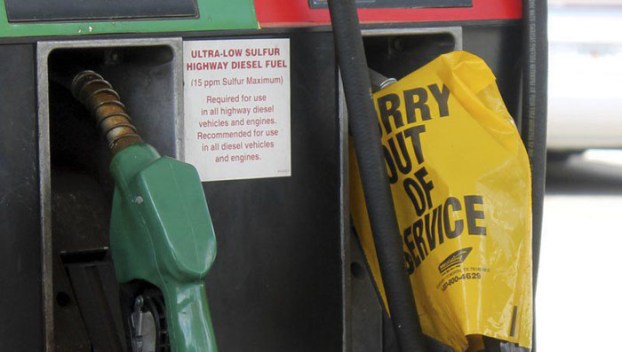 ULTRA-LOW SULFUR
HIGHWAY DIESEL FUEL
(15 ppm Sulfur Maximum)
Required for use
in all highway diesel
vehicles and engines.
Recommended for use
in all diesel vehicles
and engines.
RRY
OUT
OF
SERVICE